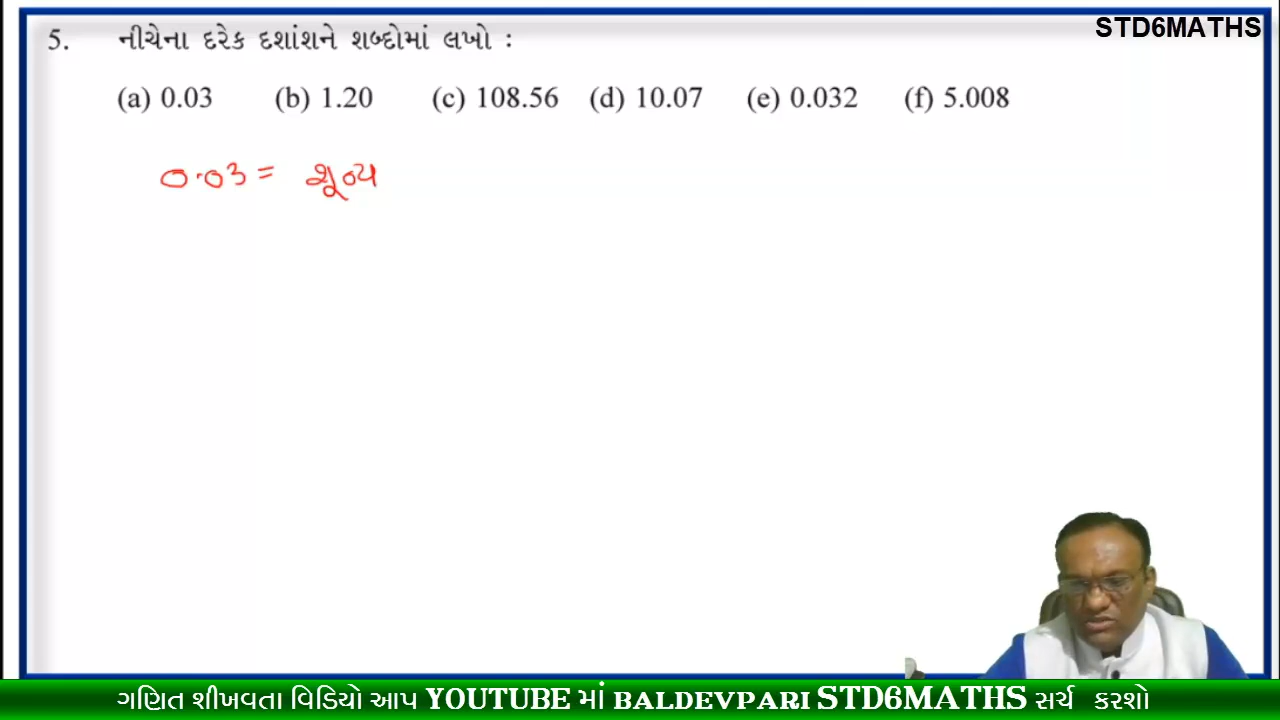 STD6MATHS
5. નીચેના દરેક દશાંશને શબ્દોમાં લખો :
(a) 0.03 (b) 1.20 (c) 108.56 (d) 10.07 (e) 0.032 (f) 5.008
0.03 = શૂન્ય
ગણિત શીખવતા વિડિયો આપ YOUTUBE માં BALDEVPARI STD6MATHS સર્ચ કરશો